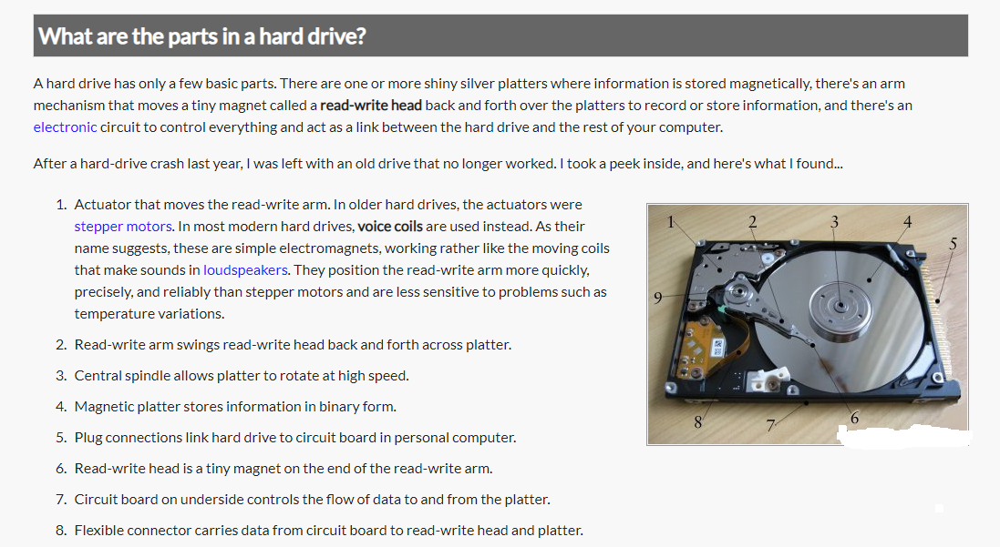 What are the parts in a hard drive?
A hard drive has only a few basic parts. There are one or more shiny silver platters where information is stored magnetically, there's an arm
mechanism that moves a tiny magnet called a read-write head back and forth over the platters to record or store information, and there's an
electronic circuit to control everything and act as a link between the hard drive and the rest of your computer.
After a hard-drive crash last year, I was left with an old drive that no longer worked. I took a peek inside, and here's what I found...
1. Actuator that moves the read-write arm. In older hard drives, the actuators were
stepper motors. In most modern hard drives, voice coils are used instead. As their
name suggests, these are simple electromagnets, working rather like the moving coils
that make sounds in loudspeakers. They position the read-write arm more quickly,
precisely, and reliably than stepper motors and are less sensitive to problems such as
temperature variations.
2. Read-write arm swings read-write head back and forth across platter.
3. Central spindle allows platter to rotate at high speed.
4. Magnetic platter stores information in binary form.
5. Plug connections link hard drive to circuit board in personal computer.
6. Read-write head is a tiny magnet on the end of the read-write arm.
7. Circuit board on underside controls the flow of data to and from the platter.
8. Flexible connector carries data from circuit board to read-write head and platter.
1 2 3 4
5
9
8 7 6